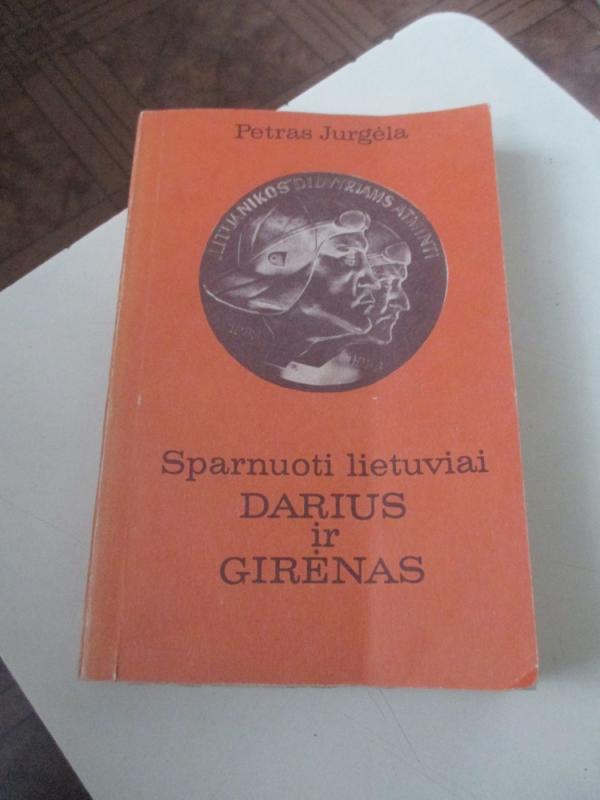 Petras Jurgėla
"LITUANIKOS" DIDVYRIAMS ATMINTI
Sparnuoti lietuviai
DARIUS
ir
GIRĖNAS